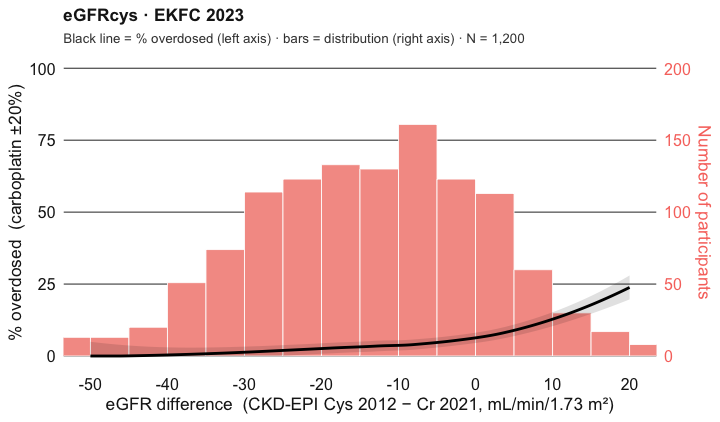 eGFRcys · EKFC 2023
Black line = % overdosed (left axis) · bars = distribution (right axis) · N = 1,200
100
75
50
25
0
% overdosed (carboplatin ±20%)
200
150
100
50
0
Number of participants
-50 -40 -30 -20 -10 0 10 20
eGFR difference (CKD-EPI Cys 2012 − Cr 2021, mL/min/1.73 m²)